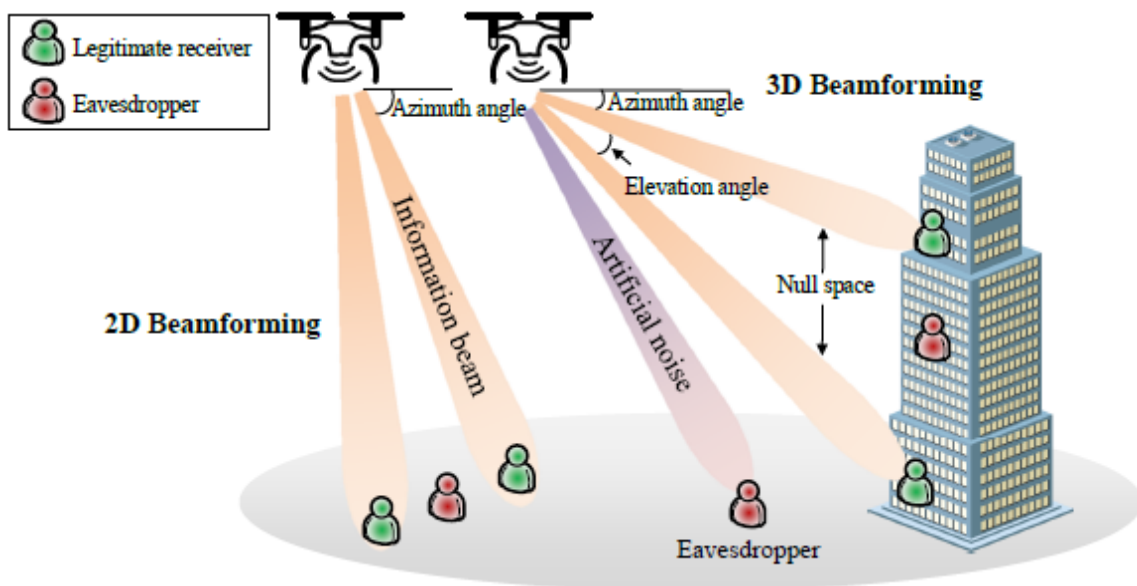 Legitimate receiver
Eavesdropper
Azimuth angle
Azimuth angle
3D Beamforming
Elevation angle
Information beam
Artificial noise
Null space
2D Beamforming
Eavesdropper